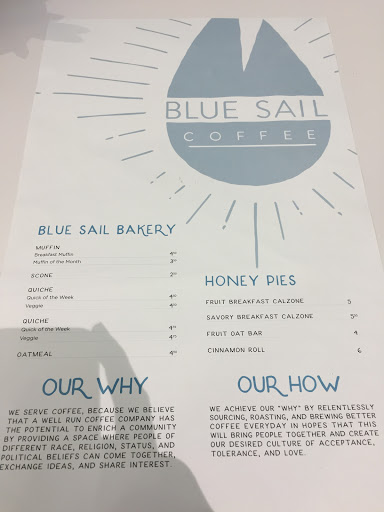 BLUE SAIL
COFFEE
BLUE SAIL BAKERY
MUFFIN
Breakfast Muffin
Muffin of the Month
SCONE
QUICHE
Quick of the Week
Veggie
QUICHE
Quick of the Week
Veggie
OATMEAL
HONEY PIES
FRUIT BREAKFAST CALZONE 5
SAVORY BREAKFAST CALZONE
FRUIT OAT BAR 4
CINNAMON ROLL 6
OUR WHY
WE SERVE COFFEE, BECAUSE WE BELIEVE
THAT A WELL RUN COFFEE COMPANY HAS
THE POTENTIAL TO ENRICH A COMMUNITY
BY PROVIDING A SPACE WHERE PEOPLE OF
DIFFERENT RACE, RELIGION, STATUS, AND
POLITICAL BELIEFS CAN COME TOGETHER,
EXCHANGE IDEAS, AND SHARE INTEREST.
OUR HOW
WE ACHIEVE OUR "WHY" BY RELENTLESSLY
SOURCING, ROASTING, AND BREWING BETTER
COFFEE EVERYDAY IN HOPES THAT THIS
WILL BRING PEOPLE TOGETHER AND CREATE
OUR DESIRED CULTURE OF ACCEPTANCE,
TOLERANCE, AND LOVE.